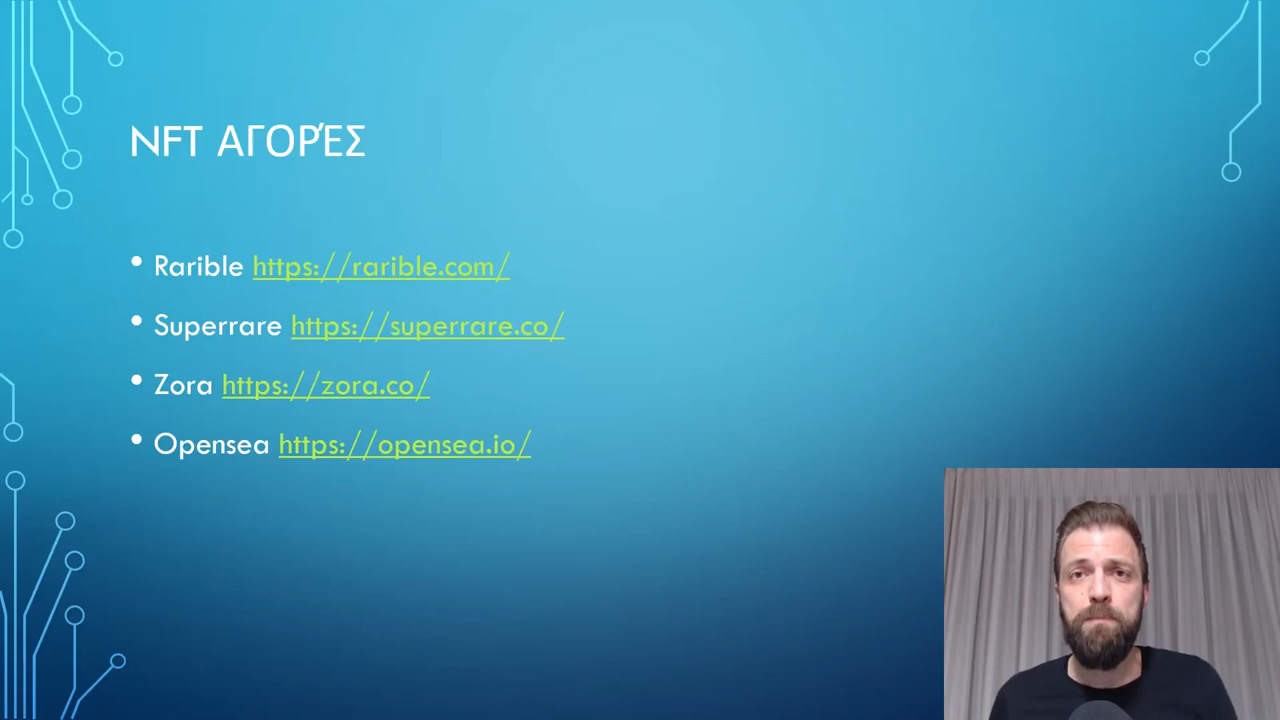 NFT ΑΓΟΡΈΣ
• Rarible https://rarible.com/
• Superrare https://superrare.co/
• Zora https://zora.co/
• Opensea https://opensea.io/